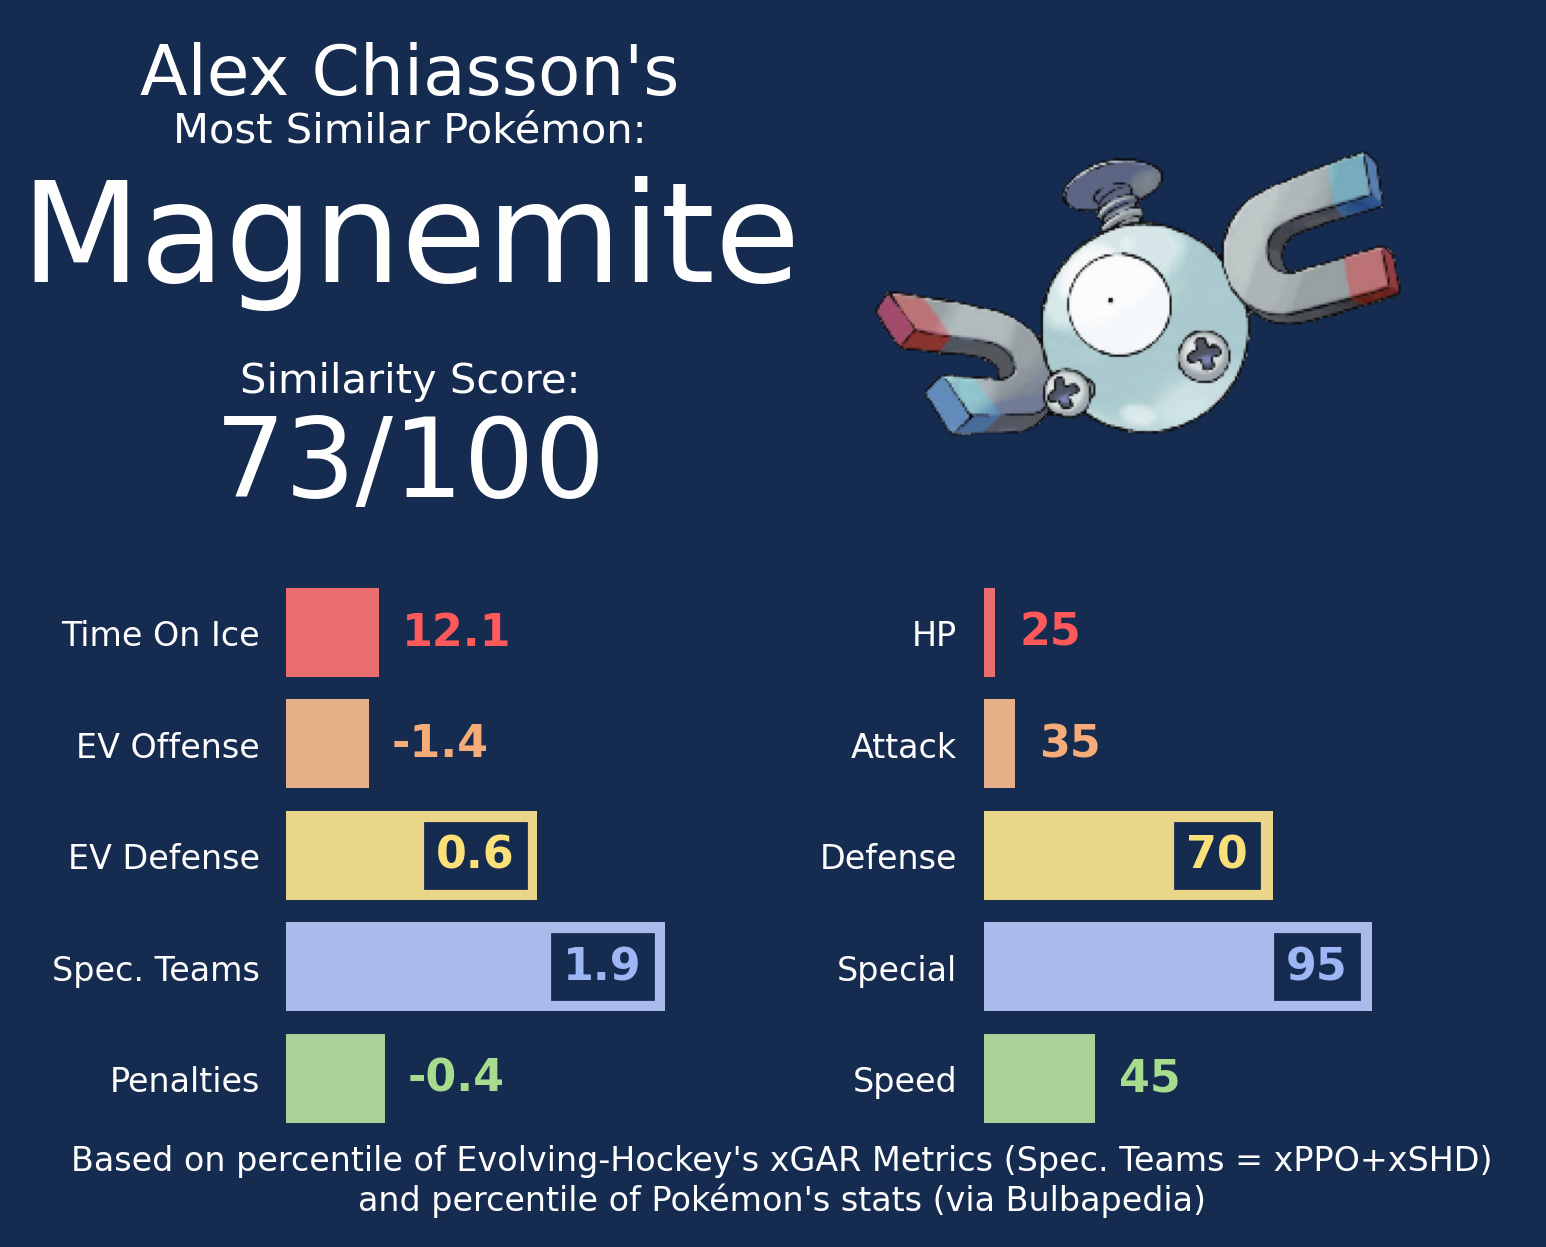 Alex Chiasson's
Most Similar Pokémon:
Magnemite
Similarity Score:
73/100
Time On Ice 12.1
EV Offense -1.4
EV Defense 0.6
Spec. Teams 1.9
Penalties -0.4
HP 25
Attack 35
Defense 70
Special 95
Speed 45
Based on percentile of Evolving-Hockey's xGAR Metrics (Spec. Teams = xPPO+xSHD)
and percentile of Pokémon's stats (via Bulbapedia)